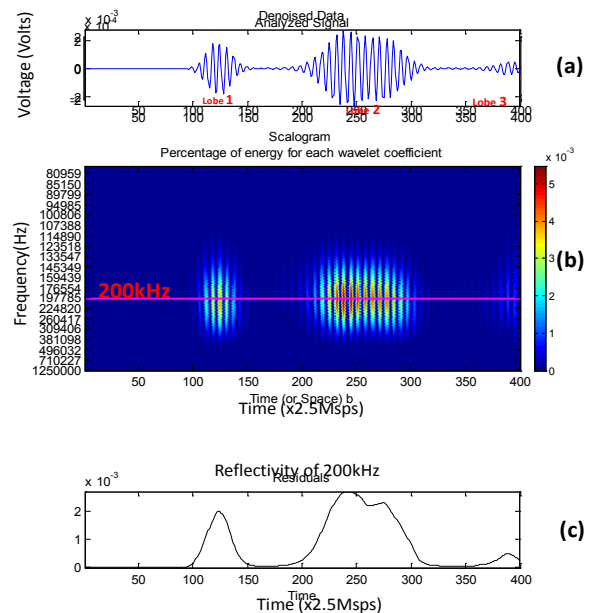 Denoised Data
x 10
Analyzed Signal
Voltage (Volts)
2
0
-2
Lobe 1
Lobe 2
Lobe 3
50 100 150 200 250 300 350 400
(a)
Scalogram
Percentage of energy for each wavelet coefficient
x 10^-3
Frequency(Hz)
80959
85150
89799
94985
100806
107388
114890
123518
133547
145349
159439
176554
197785
224820
260417
309406
381098
496032
710227
1250000
200kHz
5
4
3
2
1
0
(b)
50 100 150 200 250 300 350 400
Time (or Space) b
Time (x2.5Msps)
Reflectivity of 200kHz
Residuals
x 10^-3
2
1
0
(c)
50 100 150 200 250 300 350 400
Time
Time (x2.5Msps)